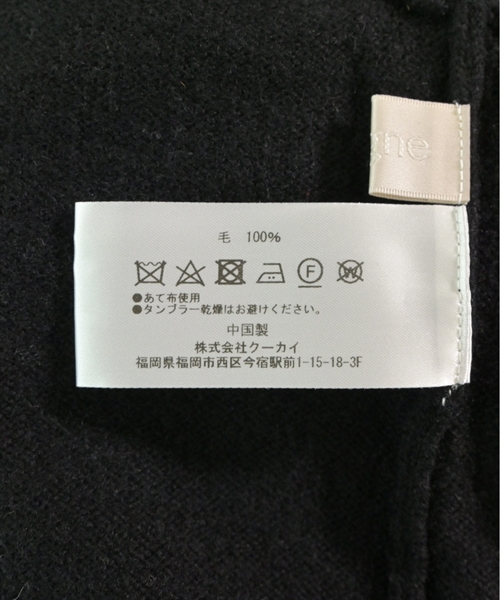 me
毛 100%
F
W
●あて布使用
●タンブラー乾燥はお避けください。
中国製
株式会社クーカイ
福岡県福岡市西区今宿駅前1-15-18-3F